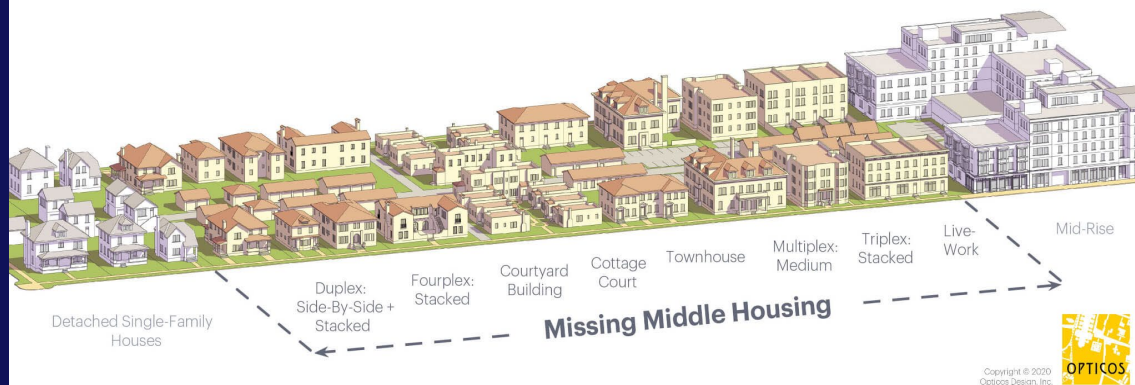 Detached Single-Family
Houses
Duplex:
Side-By-Side +
Stacked
Fourplex:
Stacked
Courtyard
Building
Cottage
Court
Townhouse
Multiplex:
Medium
Triplex:
Stacked
Live-
Work
Mid-Rise
Missing Middle Housing
Copyright © 2020
Opticos Design, Inc.
OPTICOS